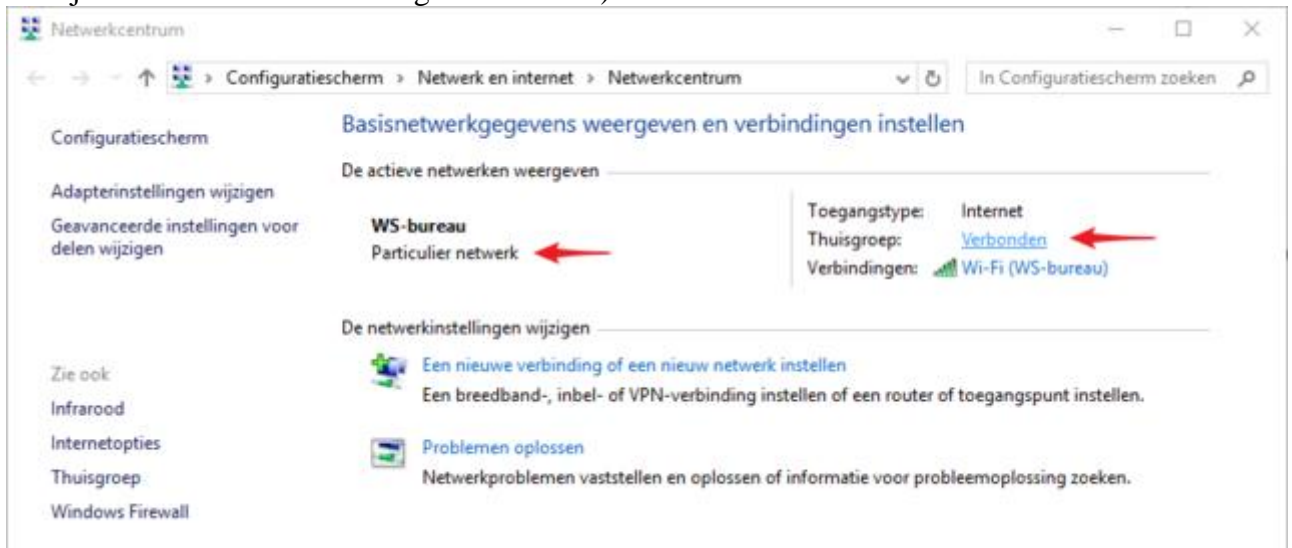 Netwerkcentrum
Configuratiescherm > Netwerk en internet > Netwerkcentrum
In Configuratiescherm zoeken
Configuratiescherm
Adapterinstellingen wijzigen
Geavanceerde instellingen voor
delen wijzigen
Zie ook
Infrarood
Internetopties
Thuisgroep
Windows Firewall
Basisnetwerkgegevens weergeven en verbindingen instellen
De actieve netwerken weergeven
WS-bureau
Particulier netwerk
Toegangstype: Internet
Thuisgroep: Verbonden
Verbindingen: Wi-Fi (WS-bureau)
De netwerkinstellingen wijzigen
Een nieuwe verbinding of een nieuw netwerk instellen
Een breedband-, inbel- of VPN-verbinding instellen of een router of toegangspunt instellen.
Problemen oplossen
Netwerkproblemen vaststellen en oplossen of informatie voor probleemoplossing zoeken.